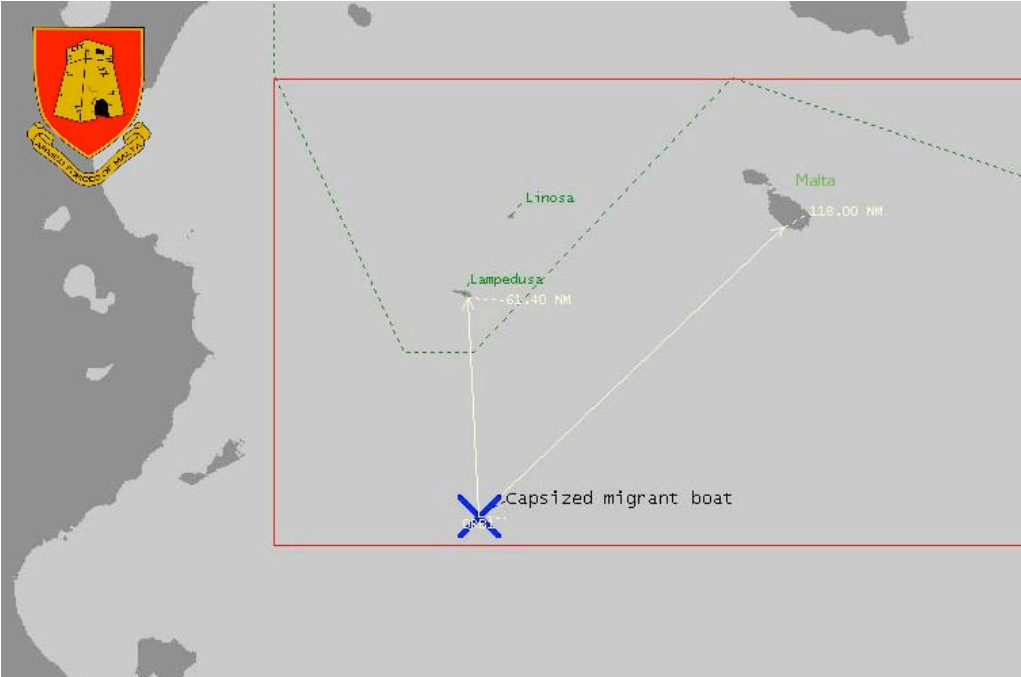 ARMED FORCES OF MALTA
Malta
Linosa
118.00 NM
Lampedusa
61.40 NM
Capsized migrant boat